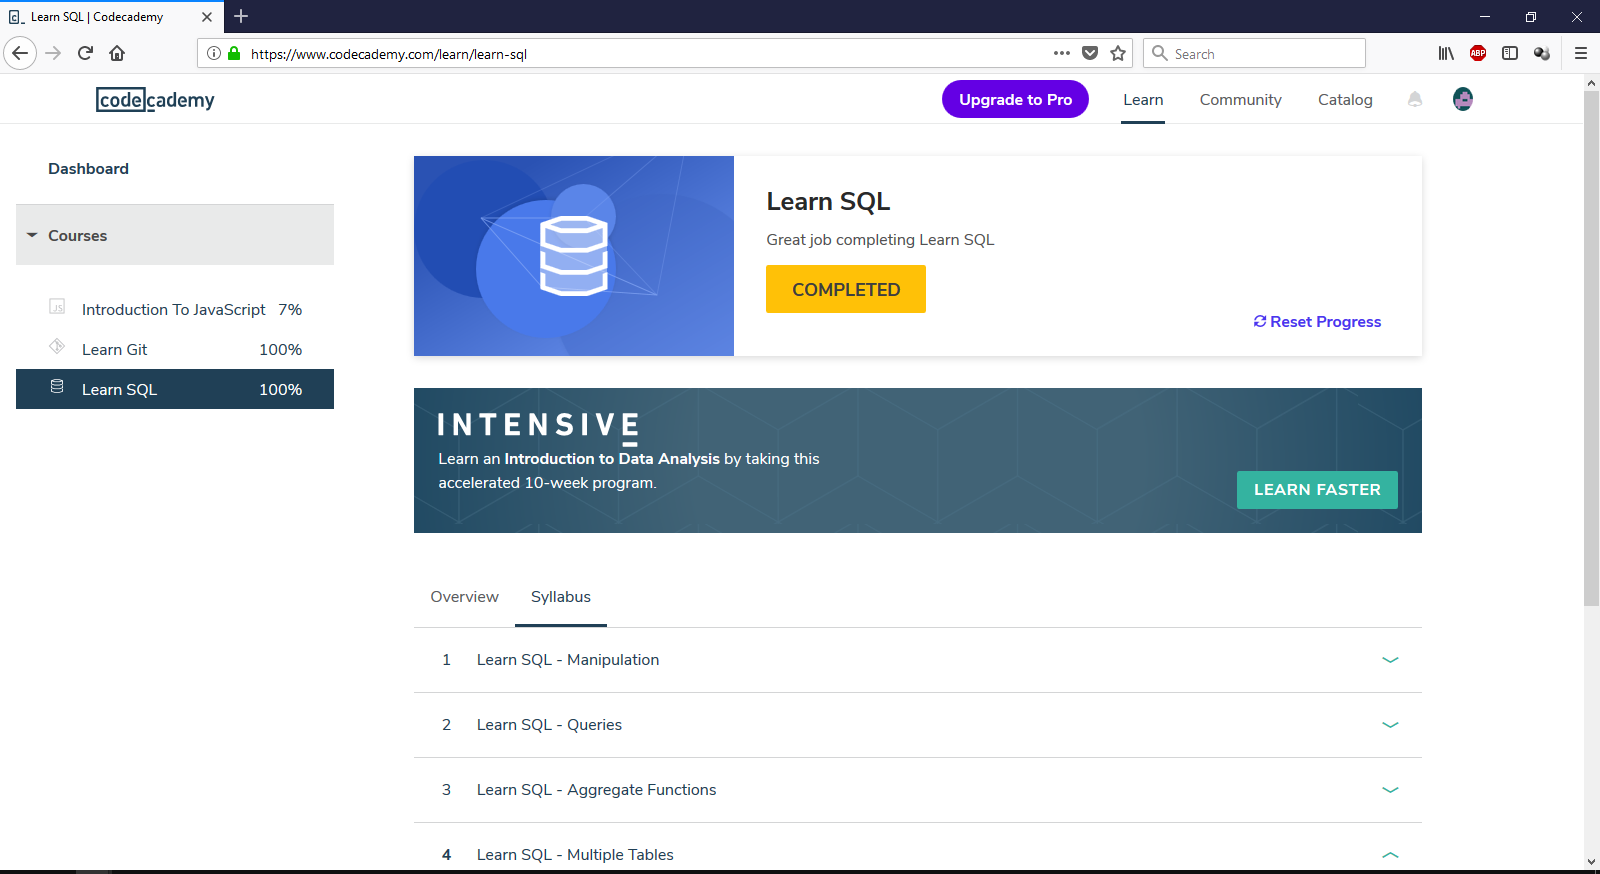 Learn SQL | Codecademy
https://www.codecademy.com/learn/learn-sql
Search
ABP
codecademy
Upgrade to Pro
Learn
Community
Catalog
Dashboard
Courses
JS
Introduction To JavaScript 7%
Learn Git 100%
Learn SQL 100%
Learn SQL
Great job completing Learn SQL
COMPLETED
Reset Progress
INTENSIVE
Learn an Introduction to Data Analysis by taking this
accelerated 10-week program.
LEARN FASTER
Overview
Syllabus
1 Learn SQL - Manipulation
2 Learn SQL - Queries
3 Learn SQL - Aggregate Functions
4 Learn SQL - Multiple Tables